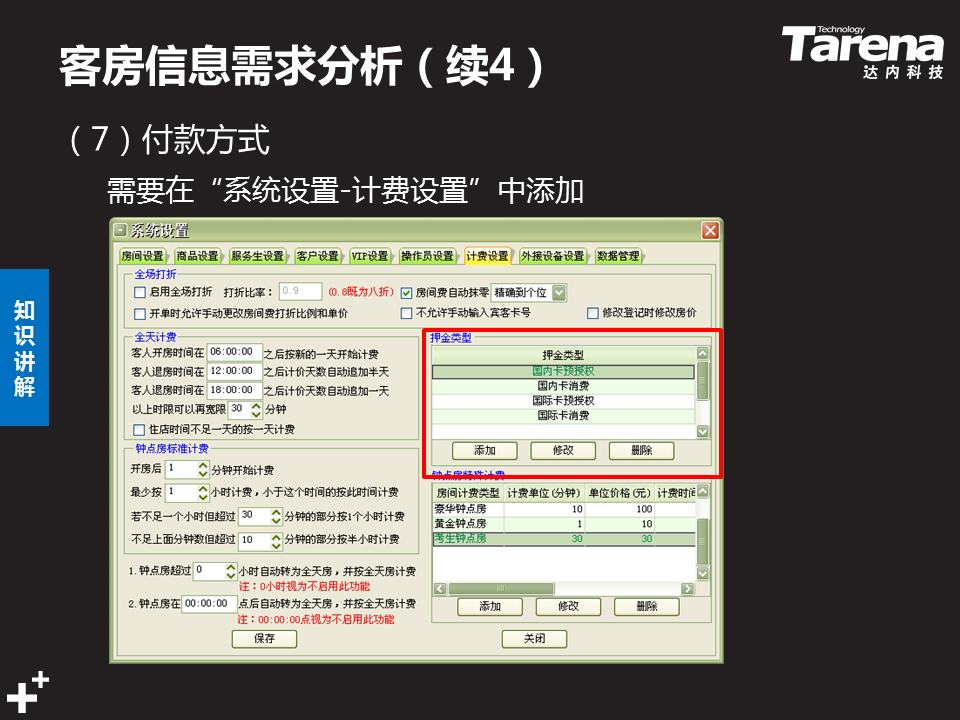 客房信息需求分析（续4）
Technology
Tarena
达内科技
（7）付款方式
需要在“系统设置-计费设置”中添加
知识讲解
系统设置
房间设置 商品设置 服务生设置 客户设置 VIP设置 操作员设置 计费设置 外接设备设置 数据管理
全场打折
启用全场打折 打折比率： 0.9 (0.8既为八折) 房间费自动抹零 精确到个位
开单时允许手动更改房间费打折比例和单价 不允许手动输入宾客卡号 修改登记时修改房价
全天计费
客人开房时间在 06:00:00 之后按新的一天开始计费
客人退房时间在 12:00:00 之后计价天数自动追加半天
客人退房时间在 18:00:00 之后计价天数自动追加一天
以上时限可以再宽限 30 分钟
住店时间不足一天的按一天计费
押金类型
押金类型
国内卡预授权
国内卡消费
国际卡预授权
国际卡消费
添加 修改 删除
钟点房标准计费
开房后 1 分钟开始计费
最少按 1 小时计费，小于这个时间的按此时间计费
若不足一个小时但超过 30 分钟的部分按1个小时计费
不足上面分钟数但超过 10 分钟的部分按半小时计费
钟点房特殊计费
房间计费类型 计费单位(分钟) 单位价格(元) 计费时间
豪华钟点房 10 100
黄金钟点房 1 10
考生钟点房 30 30
添加 修改 删除
1.钟点房超过 0 小时自动转为全天房，并按全天房计费
注：0小时视为不启用此功能
2.钟点房在 00:00:00 点后自动转为全天房，并按全天房计费
注：00:00:00点视为不启用此功能
保存 关闭